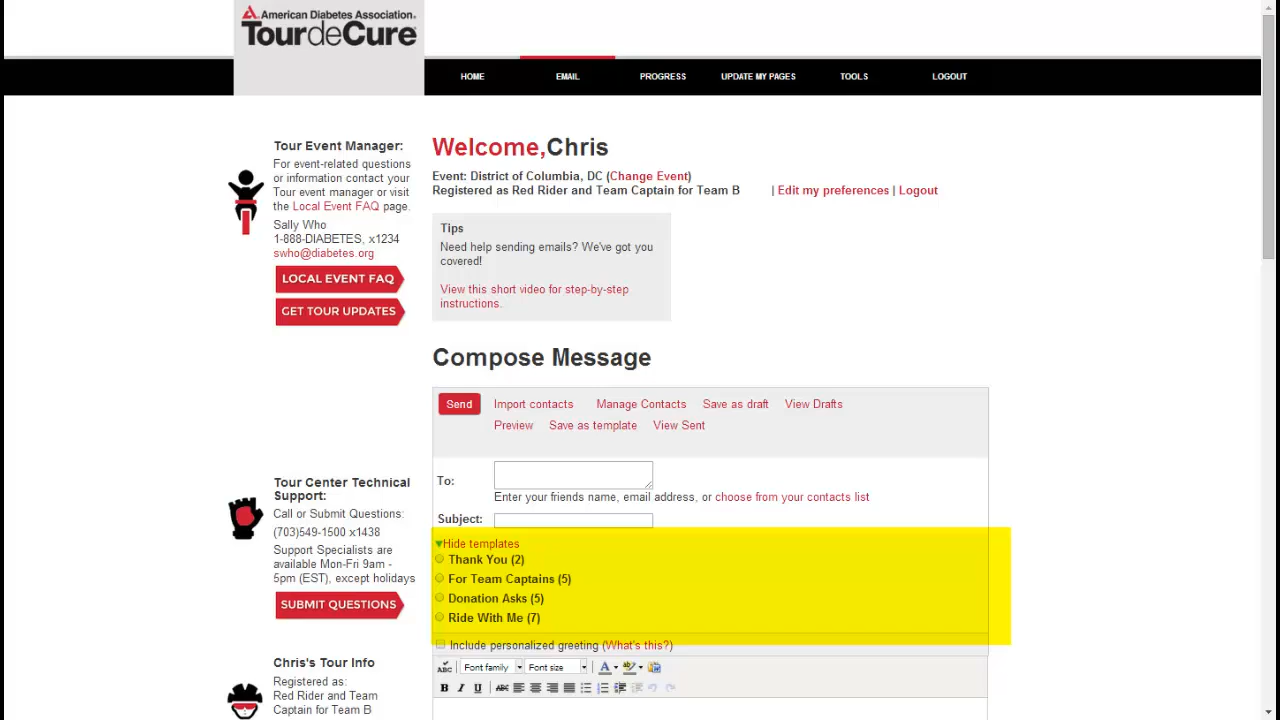 American Diabetes Association.
TourdeCure
HOME EMAIL PROGRESS UPDATE MY PAGES TOOLS LOGOUT
Tour Event Manager:
For event-related questions
or information contact your
Tour event manager or visit
the Local Event FAQ page.
Sally Who
1-888-DIABETES, x1234
swho@diabetes.org
LOCAL EVENT FAQ
GET TOUR UPDATES
Tour Center Technical
Support:
Call or Submit Questions:
(703)549-1500 x1438
Support Specialists are
available Mon-Fri 9am -
5pm (EST), except holidays
SUBMIT QUESTIONS
Chris's Tour Info
Registered as:
Red Rider and Team
Captain for Team B
Welcome,Chris
Event: District of Columbia, DC (Change Event)
Registered as Red Rider and Team Captain for Team B | Edit my preferences | Logout
Tips
Need help sending emails? We've got you
covered!
View this short video for step-by-step
instructions.
Compose Message
Send Import contacts Manage Contacts Save as draft View Drafts
Preview Save as template View Sent
To:
Enter your friends name, email address, or choose from your contacts list
Subject:
Hide templates
Thank You (2)
For Team Captains (5)
Donation Asks (5)
Ride With Me (7)
Include personalized greeting (What's this?)
ABC Font family Font size A ab
B I U ABC